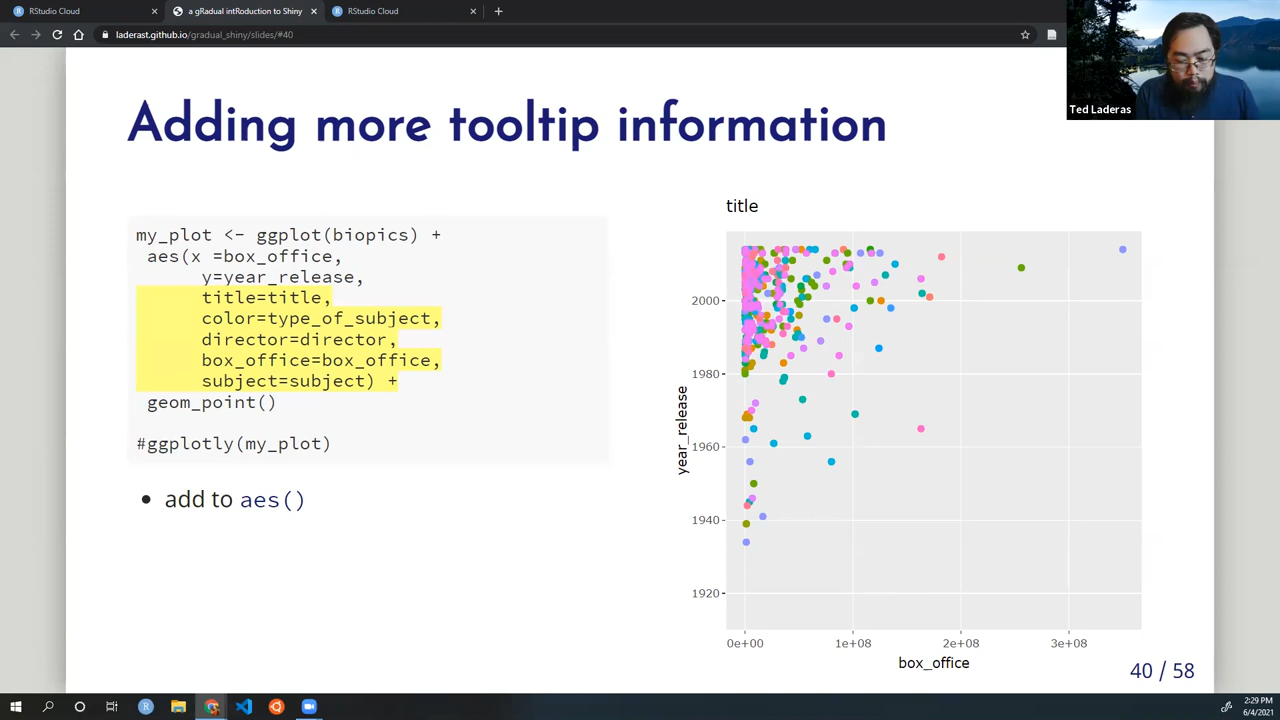 RStudio Cloud
a gRadual intRoduction to Shiny
RStudio Cloud
laderast.github.io/gradual_shiny/slides/#40
Ted Laderas
Adding more tooltip information
my_plot <- ggplot(biopics) +
aes(x =box_office,
y=year_release,
title=title,
color=type_of_subject,
director=director,
box_office=box_office,
subject=subject) +
geom_point()
#ggplotly(my_plot)
• add to aes()
title
2000
1980
1960
1940
1920
year_release
0e+00 1e+08 2e+08 3e+08
box_office
40 / 58
2:29 PM
6/4/2021